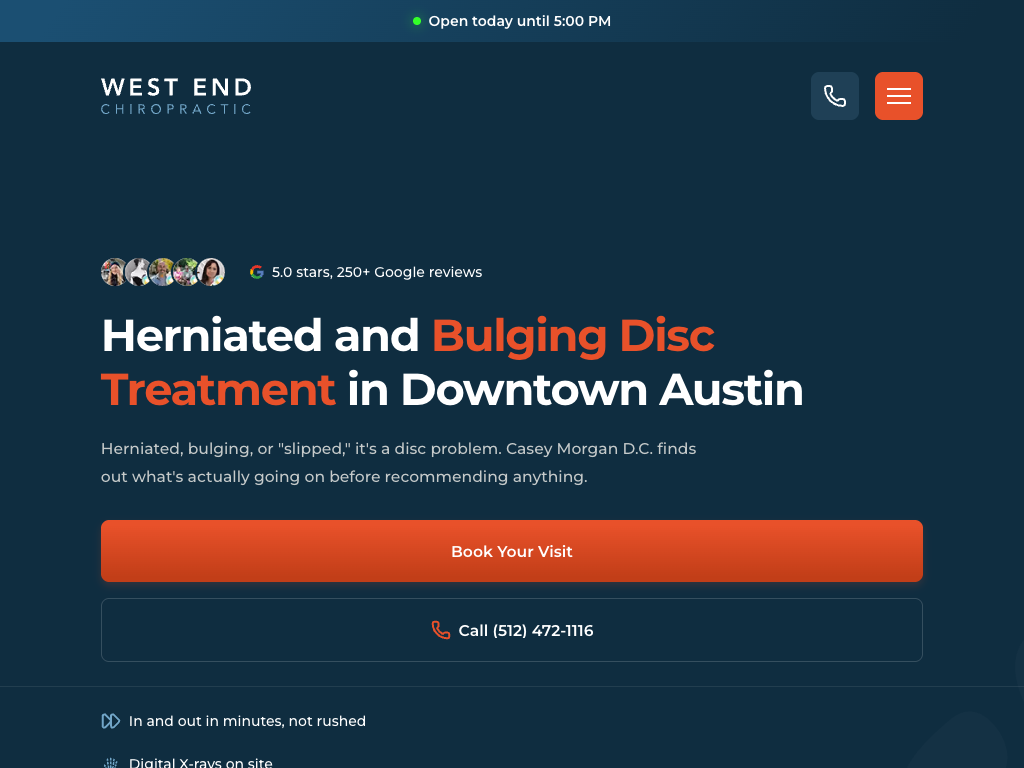 Open today until 5:00 PM
WEST END
CHIROPRACTIC
5.0 stars, 250+ Google reviews
Herniated and Bulging Disc
Treatment in Downtown Austin
Herniated, bulging, or "slipped," it's a disc problem. Casey Morgan D.C. finds
out what's actually going on before recommending anything.
Book Your Visit
Call (512) 472-1116
In and out in minutes, not rushed
Digital X-rays on site